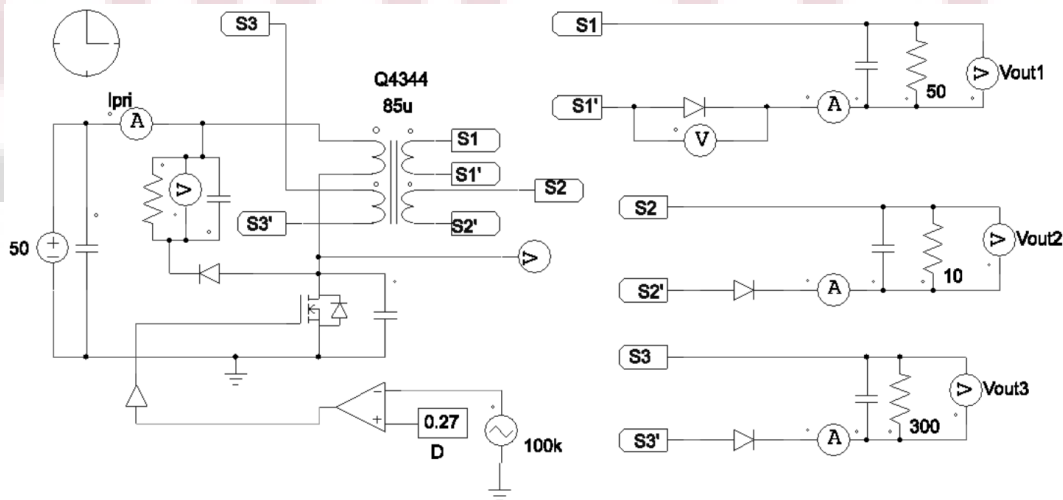 S3
S1
Q4344
85u
Ipri
A
V
50
S1
S1'
S2
S3'
S2'
V
0.27
D
100k
S1'
V
A
50
V
Vout1
S2
S2'
A
10
V
Vout2
S3
S3'
A
300
V
Vout3